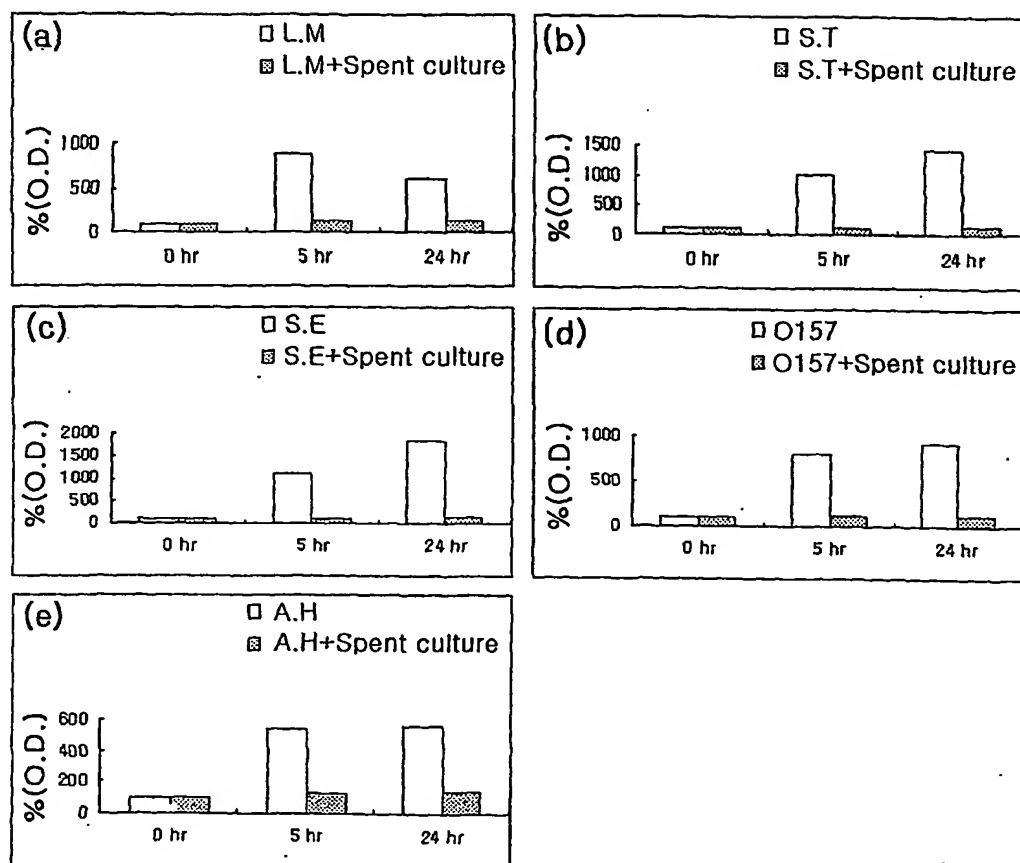 (a)
L.M
L.M+Spent culture
%(O.D.)
1000
500
0
0 hr 5 hr 24 hr
(b)
S.T
S.T+Spent culture
%(O.D.)
1500
1000
500
0
0 hr 5 hr 24 hr
(c)
S.E
S.E+Spent culture
%(O.D.)
2000
1500
1000
500
0
0 hr 5 hr 24 hr
(d)
O157
O157+Spent culture
%(O.D.)
1000
500
0
0 hr 5 hr 24 hr
(e)
A.H
A.H+Spent culture
%(O.D.)
600
400
200
0
0 hr 5 hr 24 hr